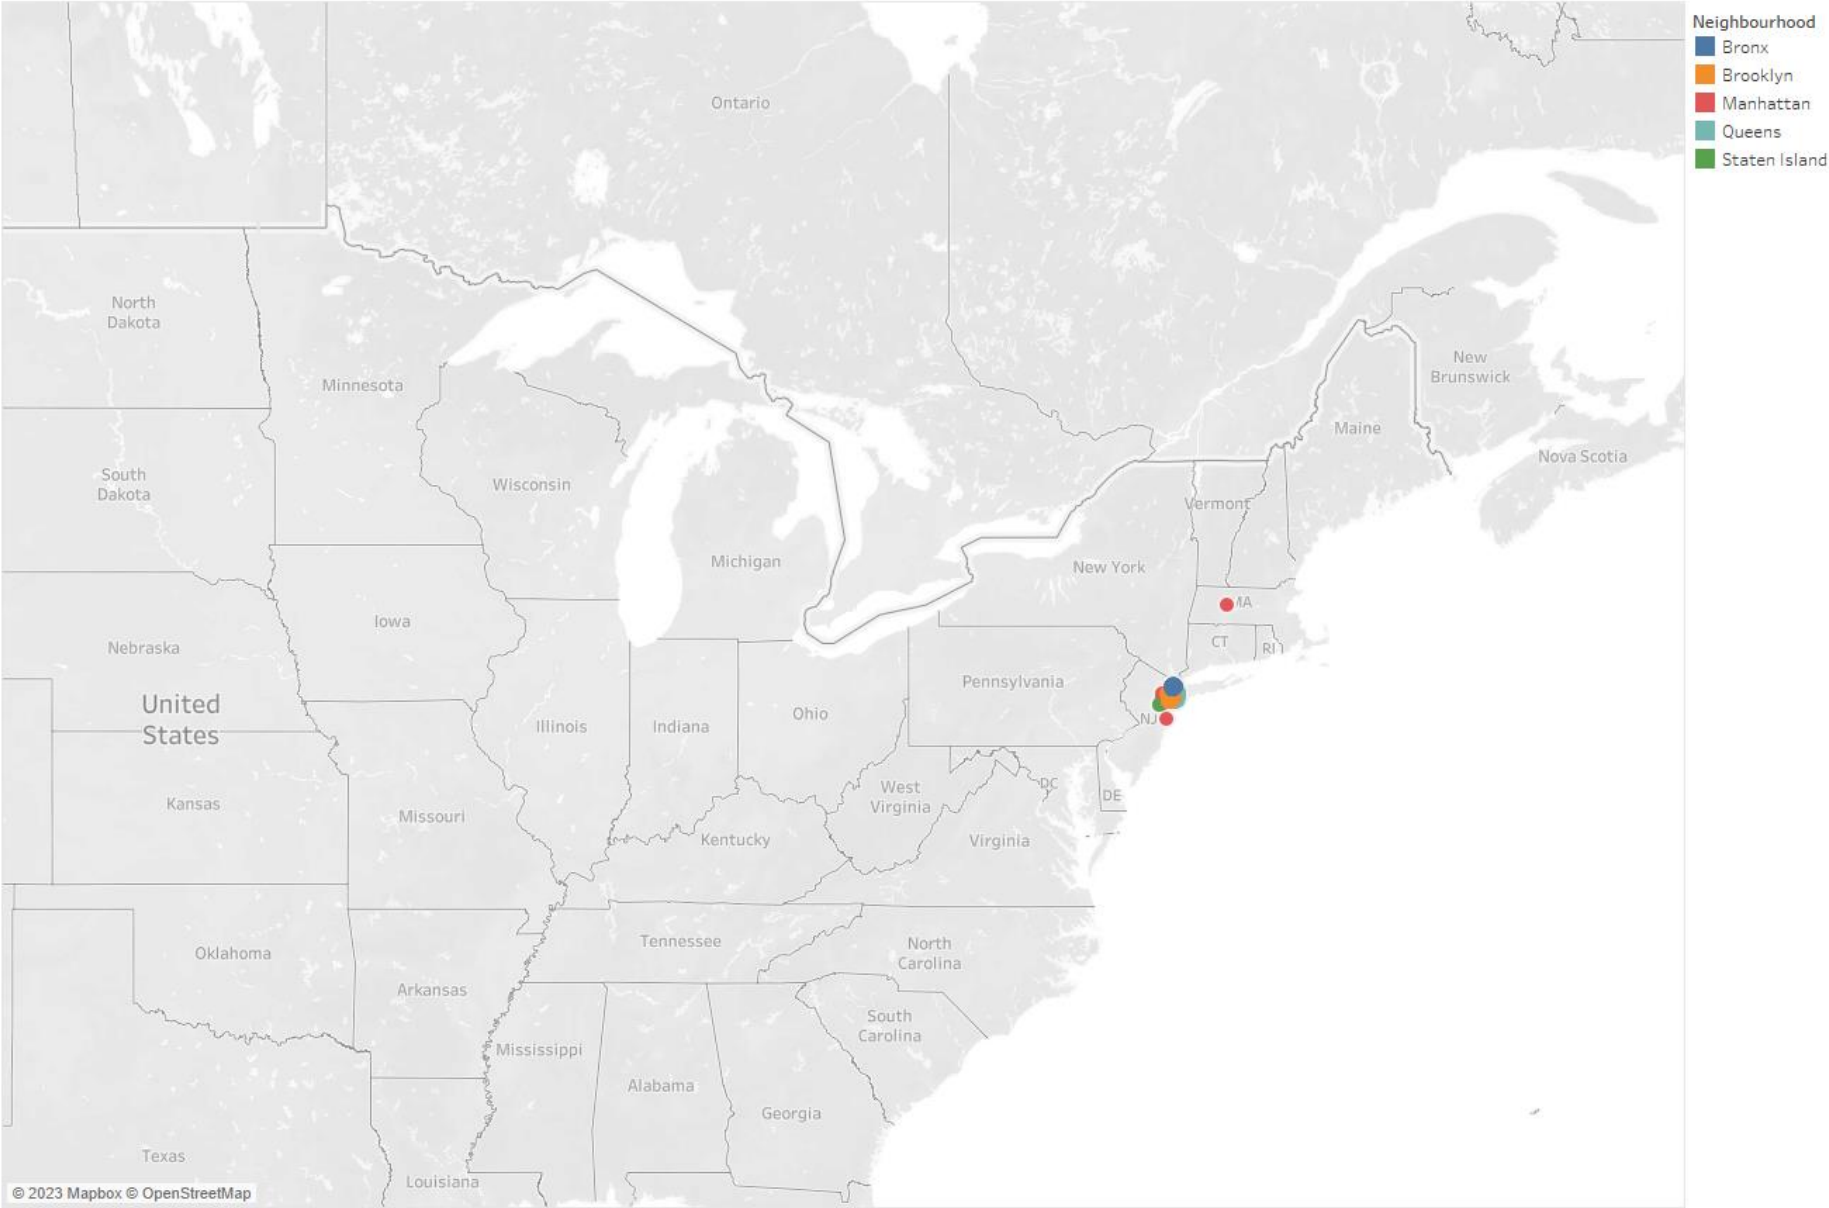 Neighbourhood
Bronx
Brooklyn
Manhattan
Queens
Staten Island
Ontario
North
Dakota
Minnesota
New
Brunswick
Maine
Nova Scotia
South
Dakota
Wisconsin
Vermont
Michigan
New York
MA
Iowa
Nebraska
CT
RI
Pennsylvania
United
States
Illinois
Indiana
Ohio
NJ
Kansas
Missouri
West
Virginia
DC
DE
Kentucky
Virginia
Oklahoma
Tennessee
North
Carolina
Arkansas
South
Carolina
Mississippi
Alabama
Georgia
Texas
Louisiana
© 2023 Mapbox © OpenStreetMap